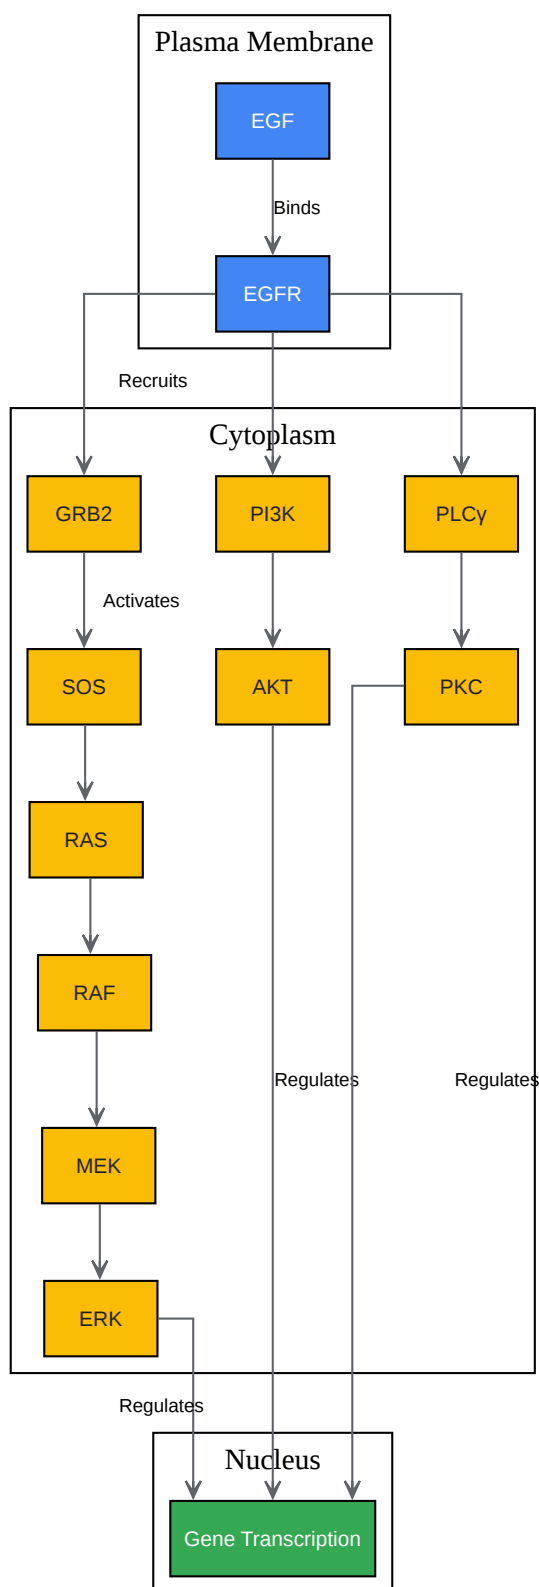 Plasma Membrane
EGF
Binds
EGFR
Recruits
Cytoplasm
GRB2
PI3K
PLCγ
Activates
SOS
AKT
PKC
RAS
RAF
Regulates
Regulates
MEK
ERK
Regulates
Nucleus
Gene Transcription